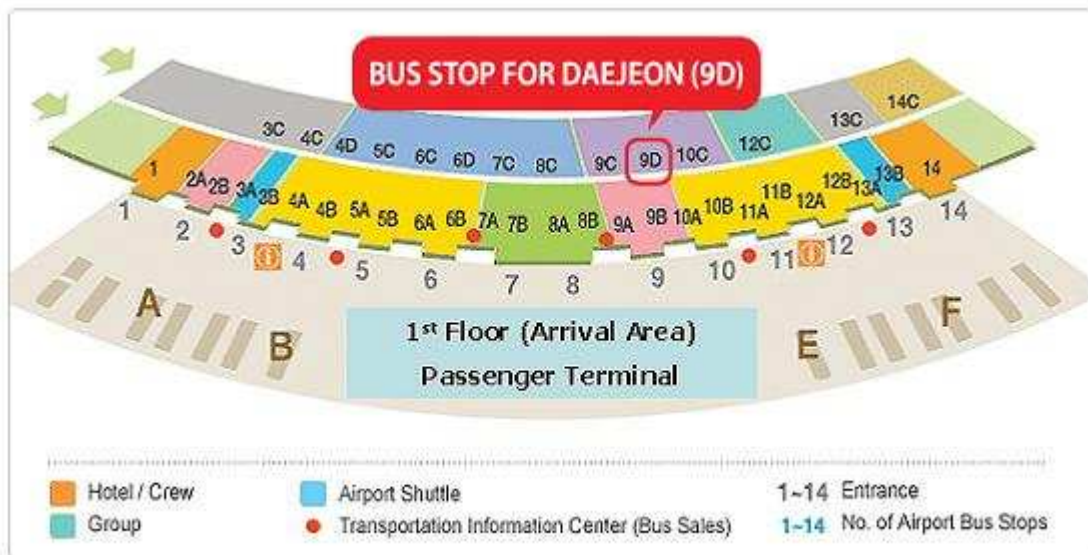 BUS STOP FOR DAEJEON (9D)
3C 4C 4D 5C 6C 6D 7C 8C 9C 9D 10C 12C 13C 14C
1 2A 2B 3A 3B 4A 4B 5A 5B 6A 6B 7A 7B 8A 8B 9A 9B 10A 10B 11A 11B 12A 12B 13A 13B 14
1 2 3 4 5 6 7 8 9 10 11 12 13 14
A B E F
1st Floor (Arrival Area)
Passenger Terminal
Hotel / Crew Airport Shuttle 1~14 Entrance
Group Transportation Information Center (Bus Sales) 1~14 No. of Airport Bus Stops